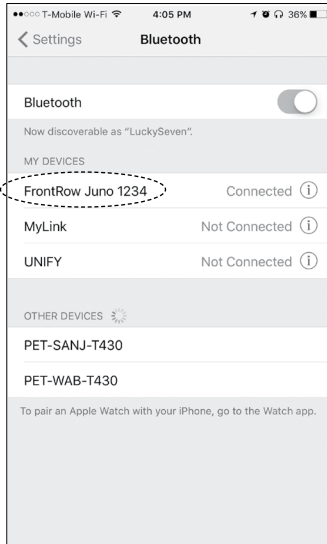 T-Mobile Wi-Fi 4:05 PM 36%
Settings Bluetooth
Bluetooth
Now discoverable as "LuckySeven".
MY DEVICES
FrontRow Juno 1234 Connected i
MyLink Not Connected i
UNIFY Not Connected i
OTHER DEVICES
PET-SANJ-T430
PET-WAB-T430
To pair an Apple Watch with your iPhone, go to the Watch app.